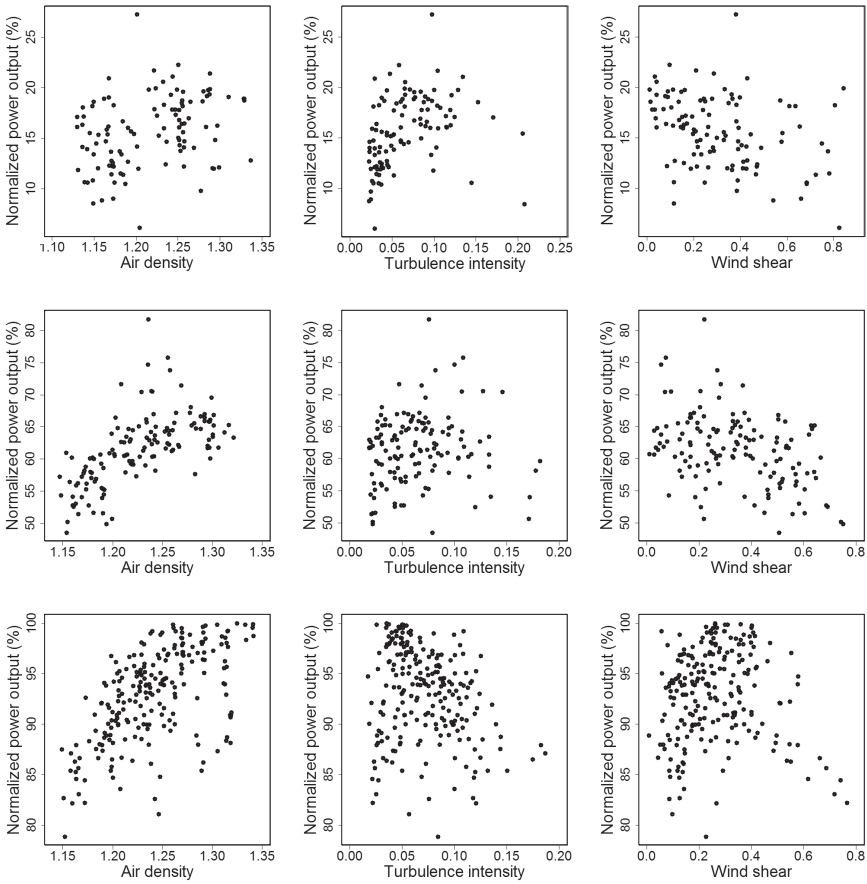 Normalized power output (%)
25
20
15
10
1.10 1.15 1.20 1.25 1.30 1.35
Air density
Normalized power output (%)
25
20
15
10
0.00 0.05 0.10 0.15 0.20 0.25
Turbulence intensity
Normalized power output (%)
25
20
15
10
0.0 0.2 0.4 0.6 0.8
Wind shear
Normalized power output (%)
80
75
70
65
60
55
50
1.15 1.20 1.25 1.30 1.35
Air density
Normalized power output (%)
80
75
70
65
60
55
50
0.00 0.05 0.10 0.15 0.20
Turbulence intensity
Normalized power output (%)
80
75
70
65
60
55
50
0.0 0.2 0.4 0.6 0.8
Wind shear
Normalized power output (%)
100
95
90
85
80
1.15 1.20 1.25 1.30 1.35
Air density
Normalized power output (%)
100
95
90
85
80
0.00 0.05 0.10 0.15 0.20
Turbulence intensity
Normalized power output (%)
100
95
90
85
80
0.0 0.2 0.4 0.6 0.8
Wind shear